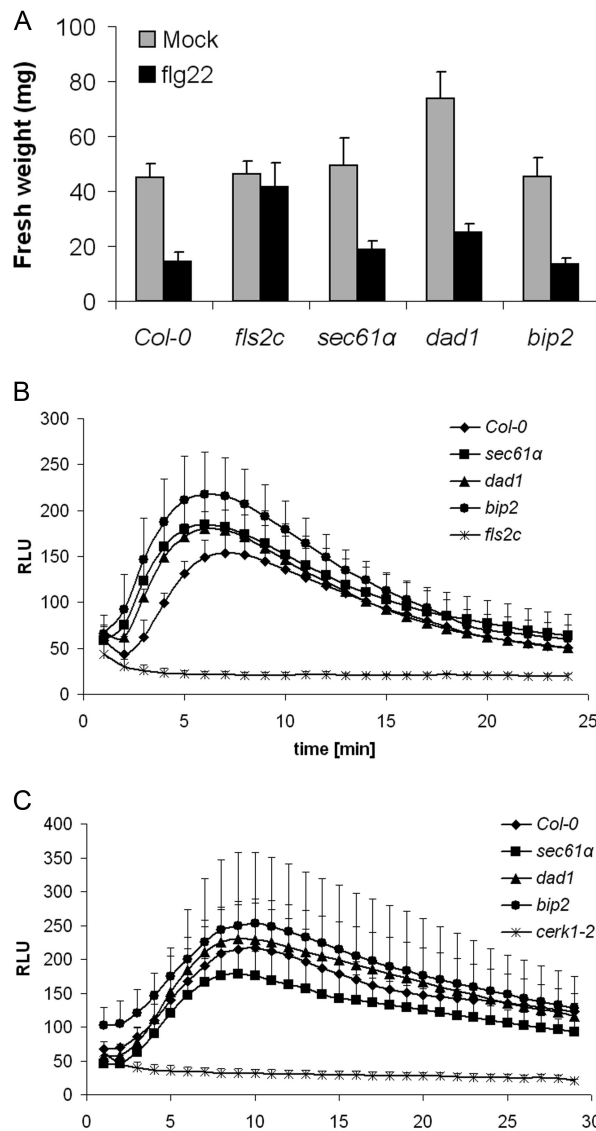 A
Mock
flg22
Fresh weight (mg)
100
80
60
40
20
0
Col-0 fls2c sec61α dad1 bip2
B
RLU
300
250
200
150
100
50
0
Col-0
sec61α
dad1
bip2
fls2c
0 5 10 15 20 25
time [min]
C
RLU
400
350
300
250
200
150
100
50
0
Col-0
sec61α
dad1
bip2
cerk1-2
0 5 10 15 20 25 30